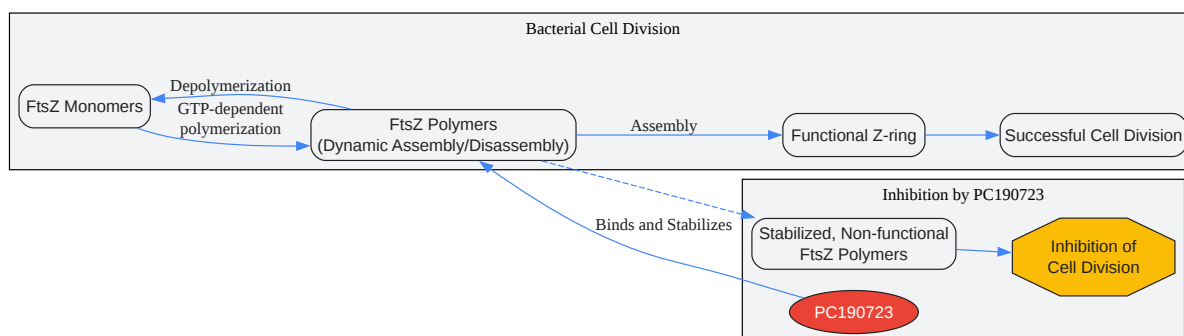 Bacterial Cell Division
Depolymerization
FtsZ Monomers
GTP-dependent
polymerization
FtsZ Polymers
(Dynamic Assembly/Disassembly)
Assembly
Functional Z-ring
Successful Cell Division
Inhibition by PC190723
Binds and Stabilizes
Stabilized, Non-functional
FtsZ Polymers
Inhibition of
Cell Division
PC190723